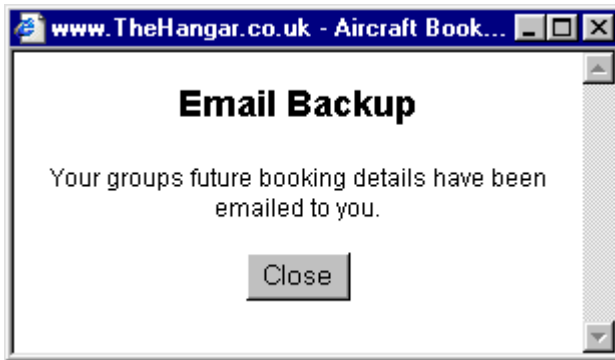 www.TheHangar.co.uk - Aircraft Book...
Email Backup
Your groups future booking details have been
emailed to you.
Close